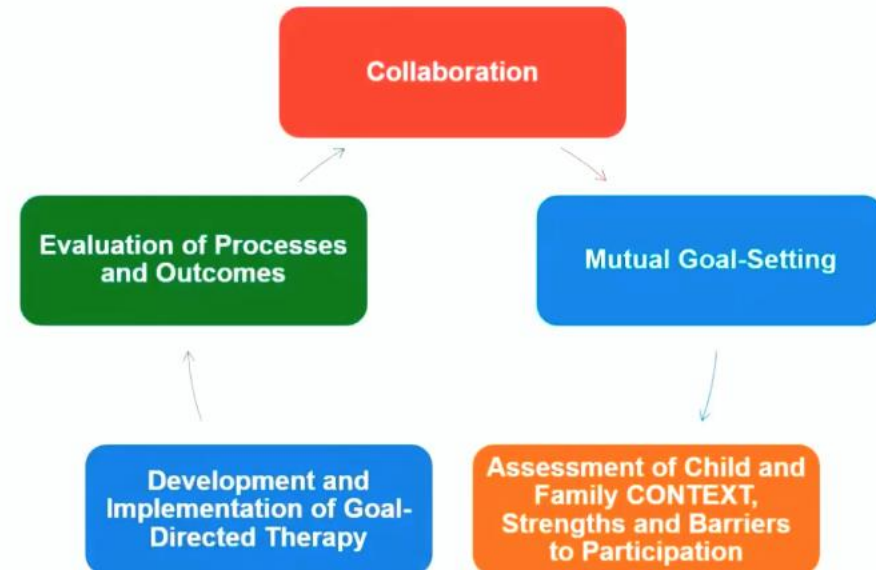 Collaboration
Evaluation of Processes
and Outcomes
Mutual Goal-Setting
Development and
Implementation of Goal-
Directed Therapy
Assessment of Child and
Family CONTEXT,
Strengths and Barriers
to Participation